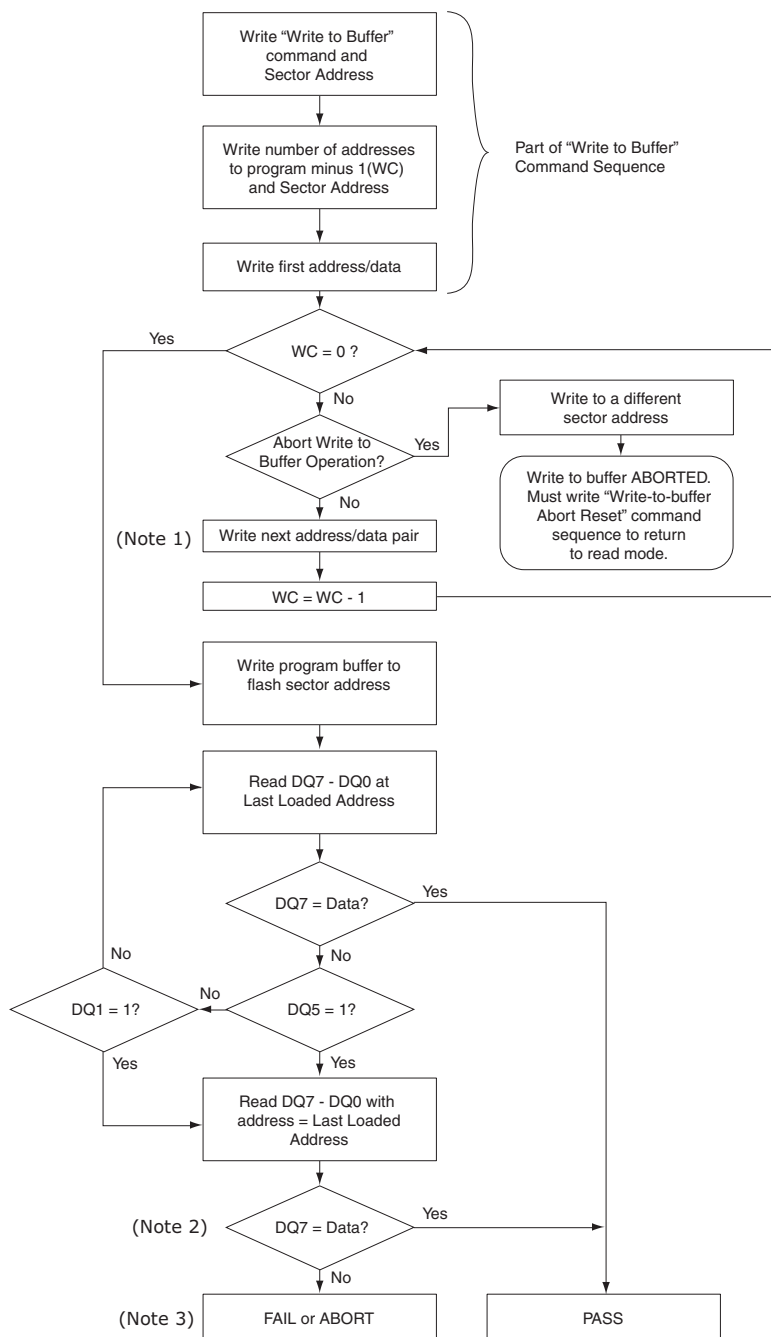 Write “Write to Buffer”
command and
Sector Address
Write number of addresses
to program minus 1(WC)
and Sector Address
Part of “Write to Buffer”
Command Sequence
Write first address/data
Yes
WC = 0 ?
No
Write to a different
sector address
Abort Write to
Buffer Operation?
Yes
No
Write to buffer ABORTED.
Must write “Write-to-buffer
Abort Reset” command
sequence to return
to read mode.
(Note 1)
Write next address/data pair
WC = WC - 1
Write program buffer to
flash sector address
Read DQ7 - DQ0 at
Last Loaded Address
DQ7 = Data?
Yes
No
No
DQ1 = 1?
No
DQ5 = 1?
Yes
Yes
Read DQ7 - DQ0 with
address = Last Loaded
Address
(Note 2)
DQ7 = Data?
Yes
No
(Note 3)
FAIL or ABORT
PASS